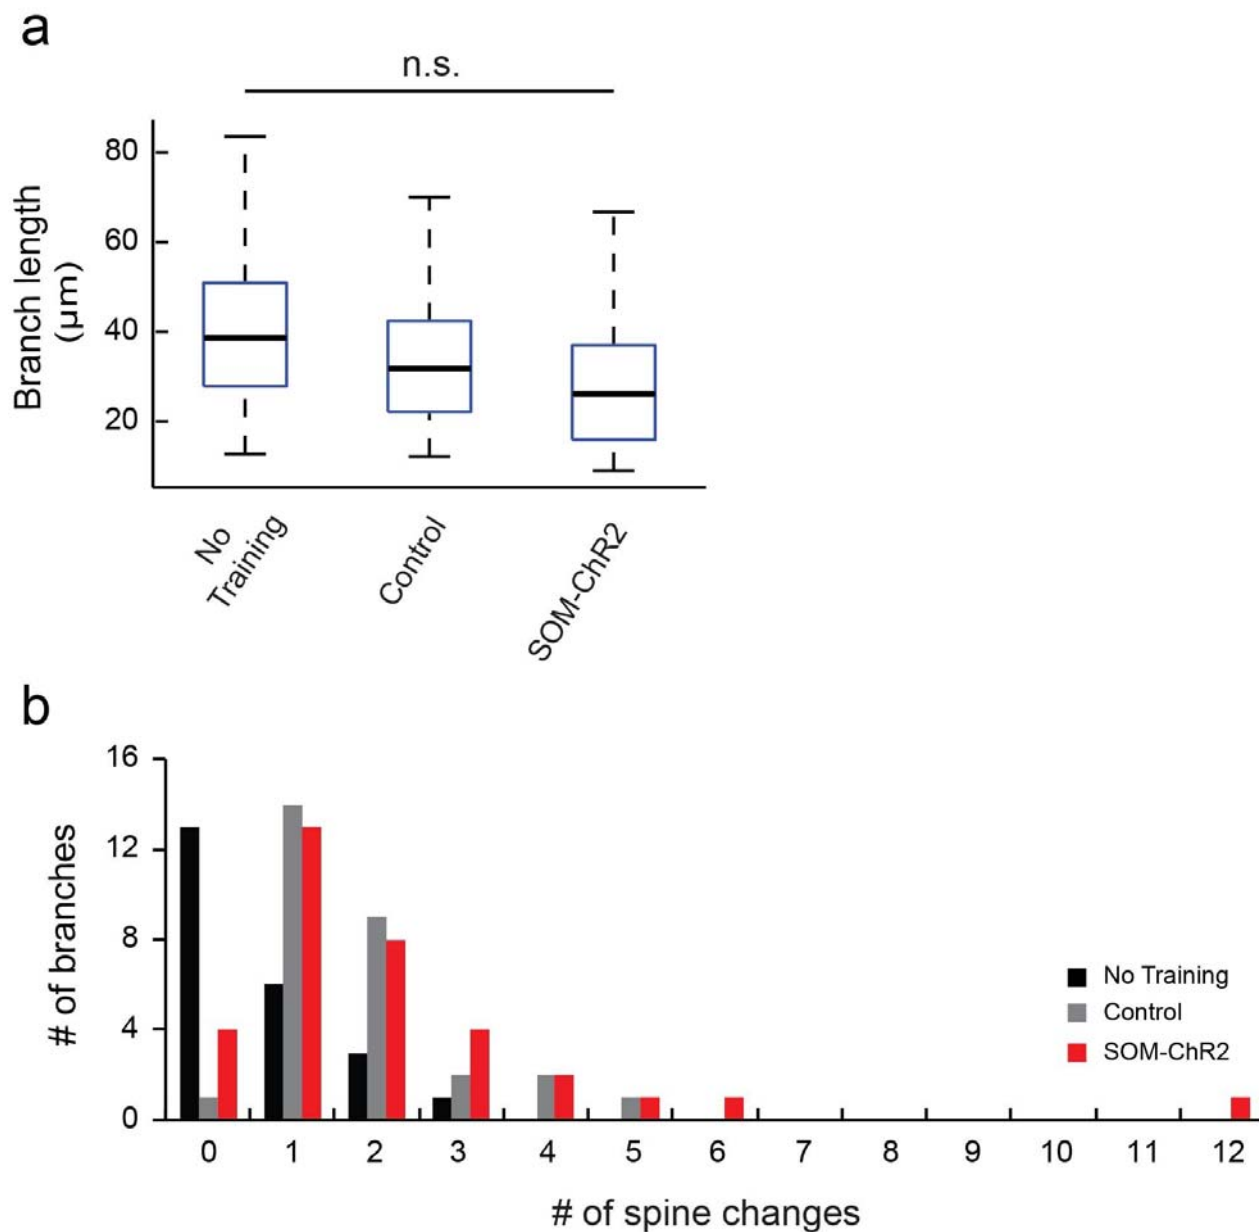 a
n.s.
80
60
40
20
Branch length
(μm)
No
Training
Control
SOM-ChR2
b
16
12
8
4
0
# of branches
No Training
Control
SOM-ChR2
0 1 2 3 4 5 6 7 8 9 10 11 12
# of spine changes